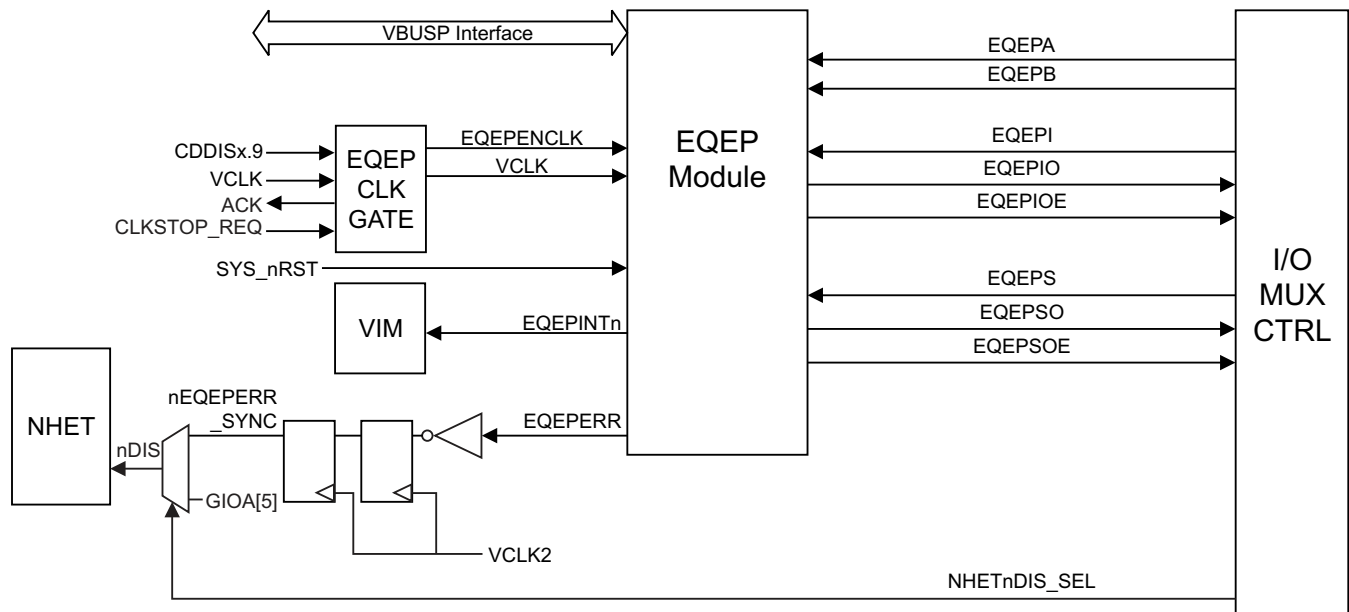 VBUSP Interface
EQEPA
EQEPB
CDDISx.9
VCLK
ACK
CLKSTOP_REQ
EQEP
CLK
GATE
EQEPENCLK
VCLK
EQEP
Module
EQEPI
EQEPIO
EQEPIOE
SYS_nRST
VIM
EQEPINTn
EQEPS
EQEPSO
EQEPSOE
I/O
MUX
CTRL
NHET
nDIS
nEQEPERR
_SYNC
GIOA[5]
EQEPERR
VCLK2
NHETnDIS_SEL